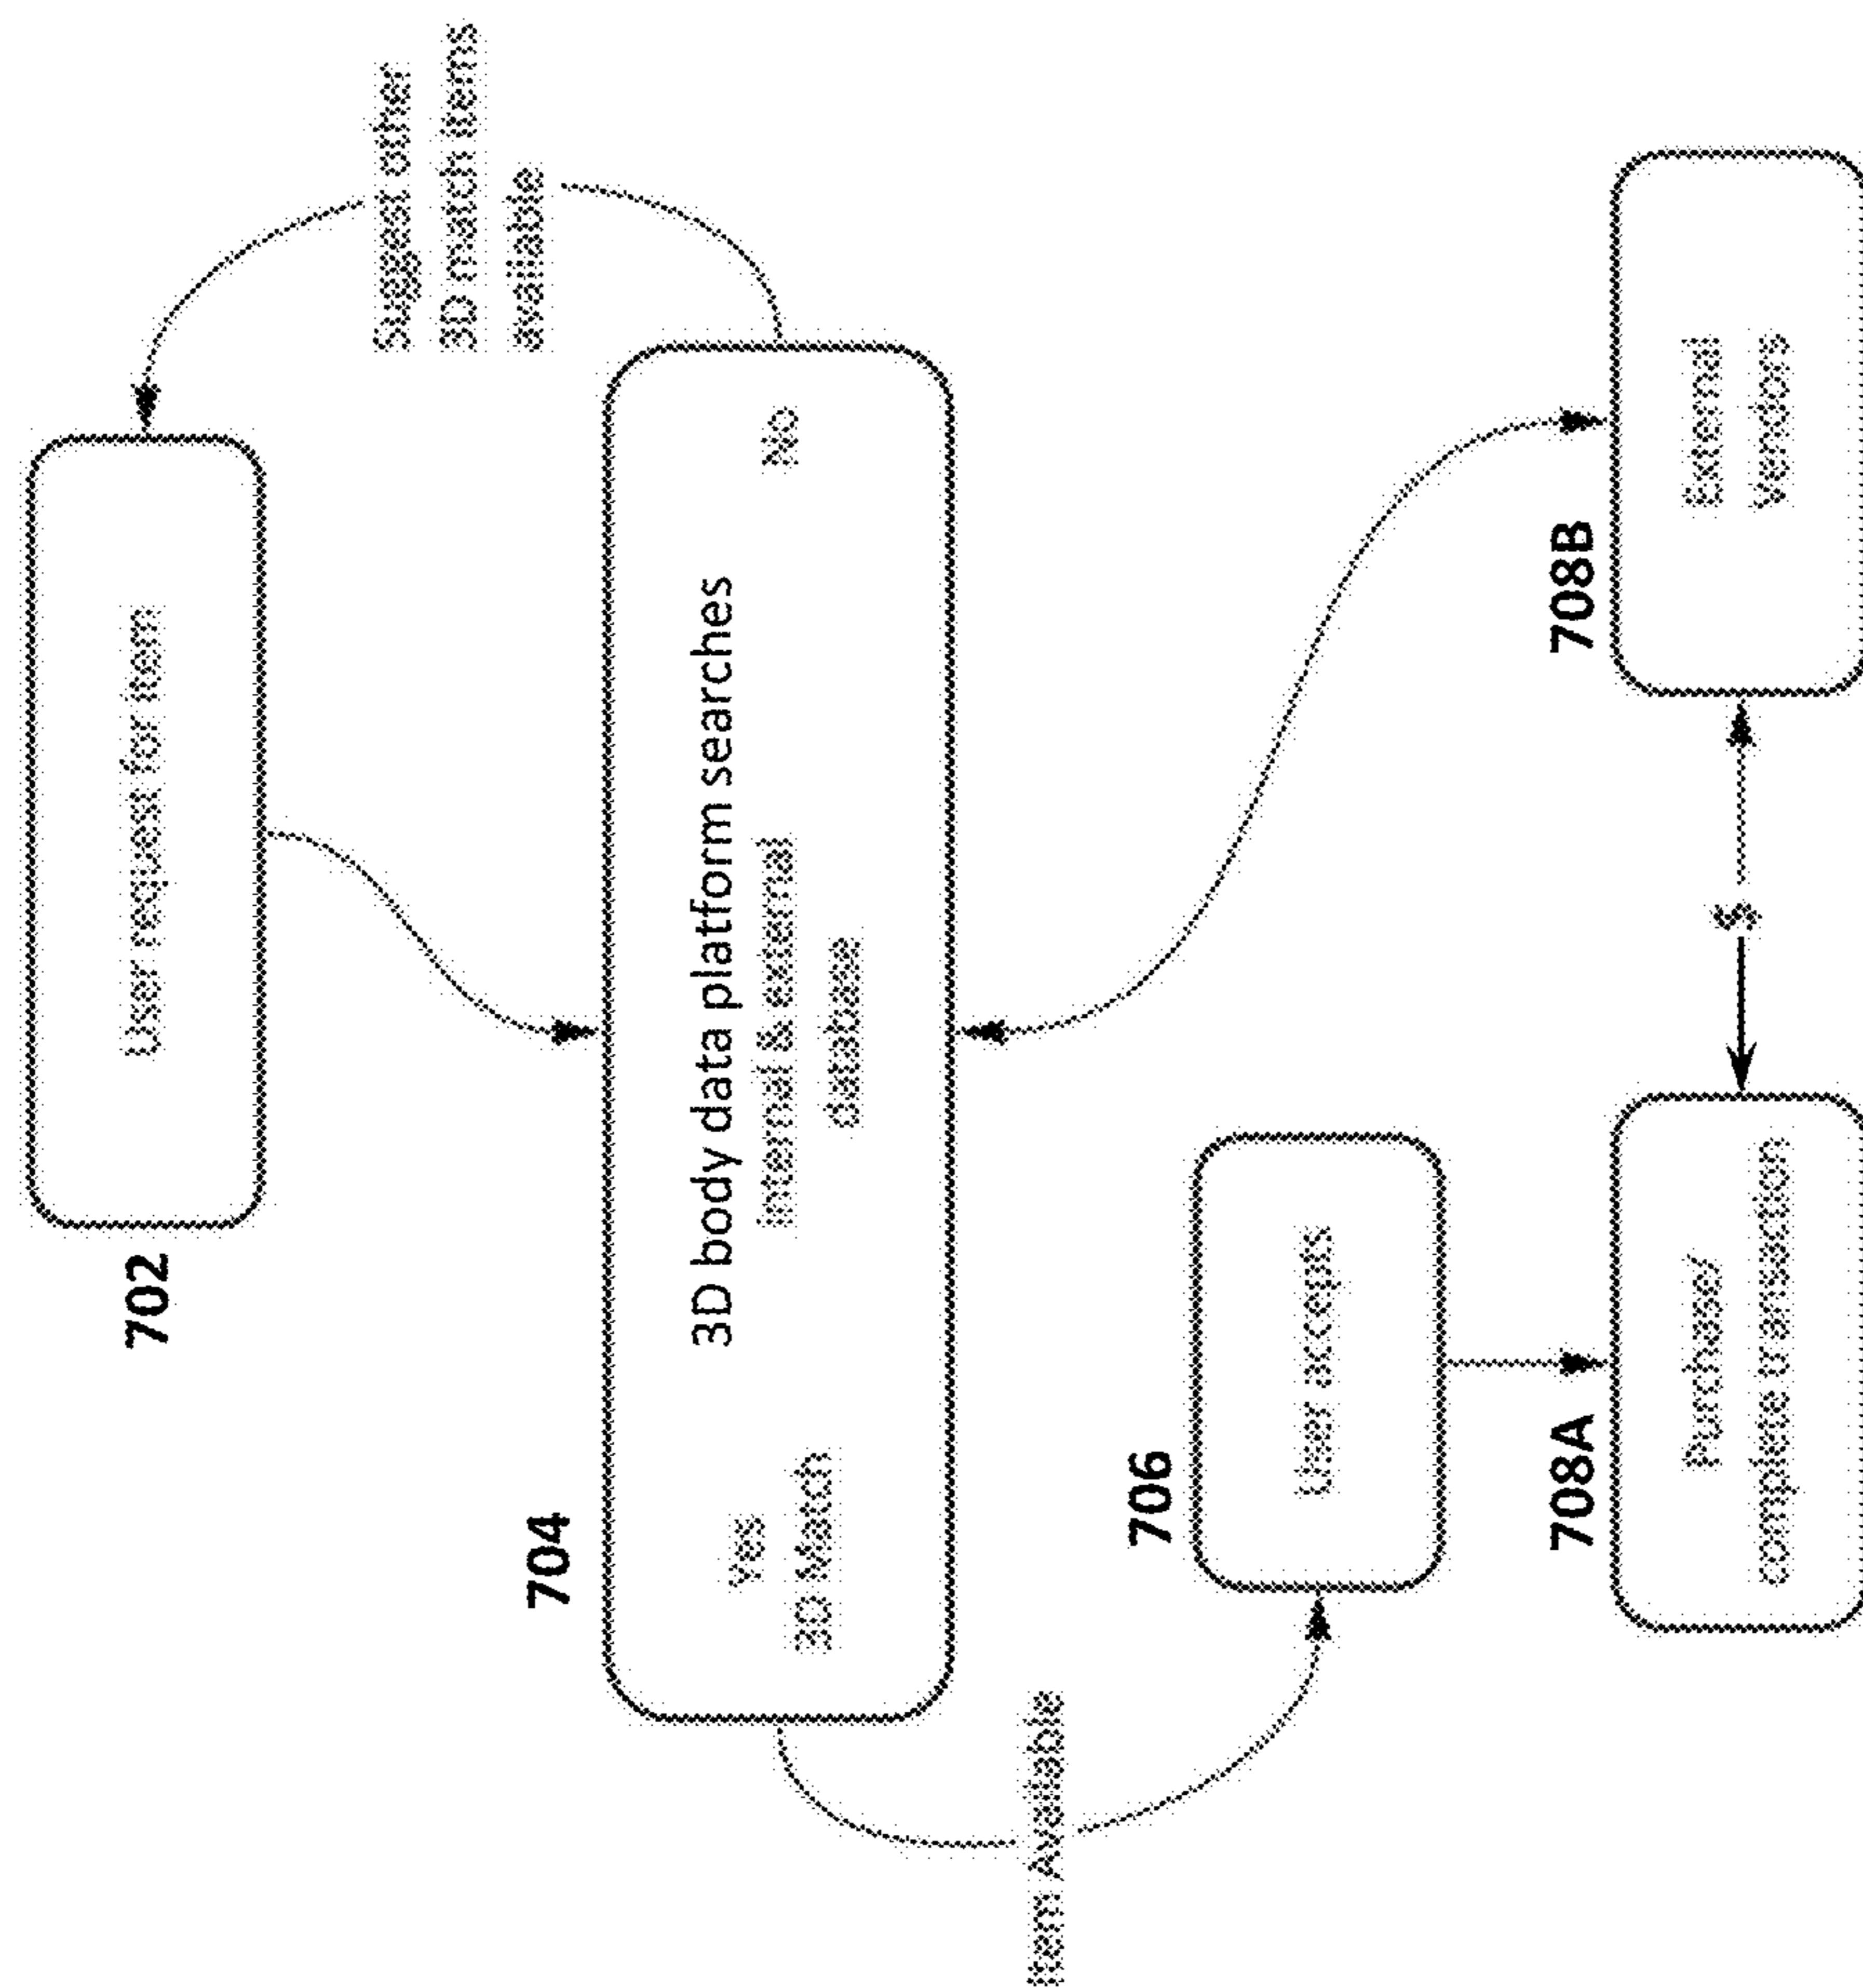 702
User request for item
Suggest other
3D match items
available
704
Yes
3D Match
3D body data platform searches
internal & external
database
No
Item Available
706
User accepts
708A
Purchase/
complete transaction
$
708B
External
vendors